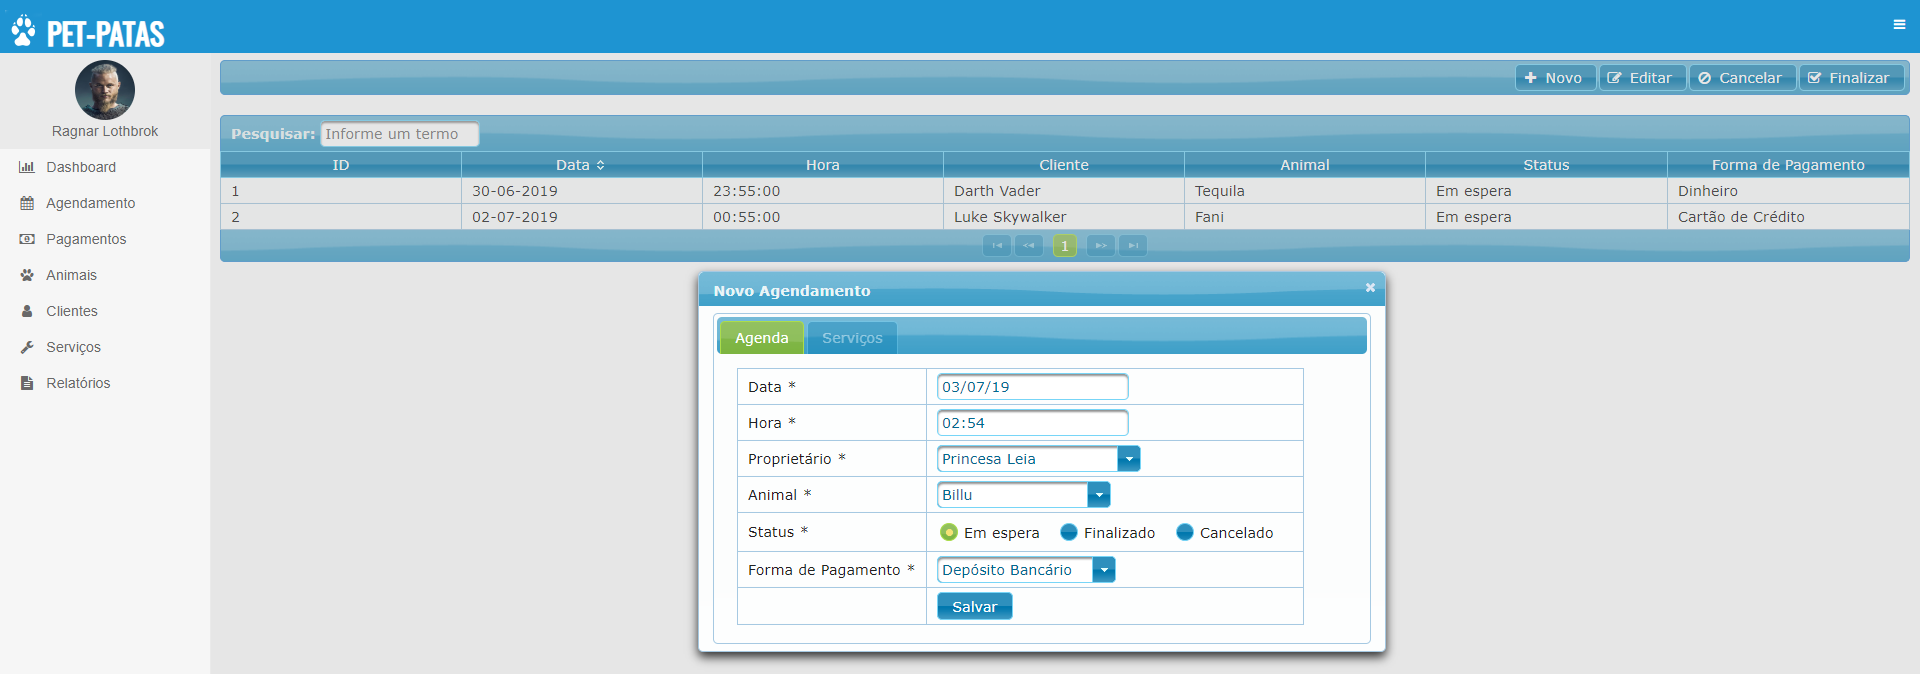 PET-PATAS
Ragnar Lothbrok
Dashboard
Agendamento
Pagamentos
Animais
Clientes
Serviços
Relatórios
Novo Editar Cancelar Finalizar
Pesquisar: Informe um termo
ID Data Hora Cliente Animal Status Forma de Pagamento
1 30-06-2019 23:55:00 Darth Vader Tequila Em espera Dinheiro
2 02-07-2019 00:55:00 Luke Skywalker Fani Em espera Cartão de Crédito
1
Novo Agendamento
Agenda Serviços
Data * 03/07/19
Hora * 02:54
Proprietário * Princesa Leia
Animal * Billu
Status * Em espera Finalizado Cancelado
Forma de Pagamento * Depósito Bancário
Salvar